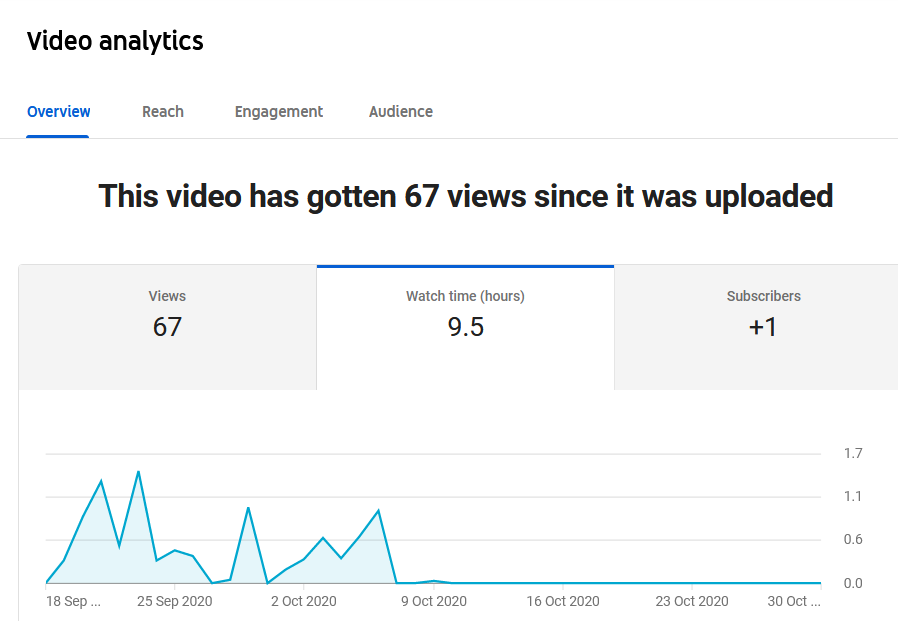 Video analytics
Overview Reach Engagement Audience
This video has gotten 67 views since it was uploaded
Views Watch time (hours) Subscribers
67 9.5 +1
1.7
1.1
0.6
0.0
18 Sep ... 25 Sep 2020 2 Oct 2020 9 Oct 2020 16 Oct 2020 23 Oct 2020 30 Oct ...